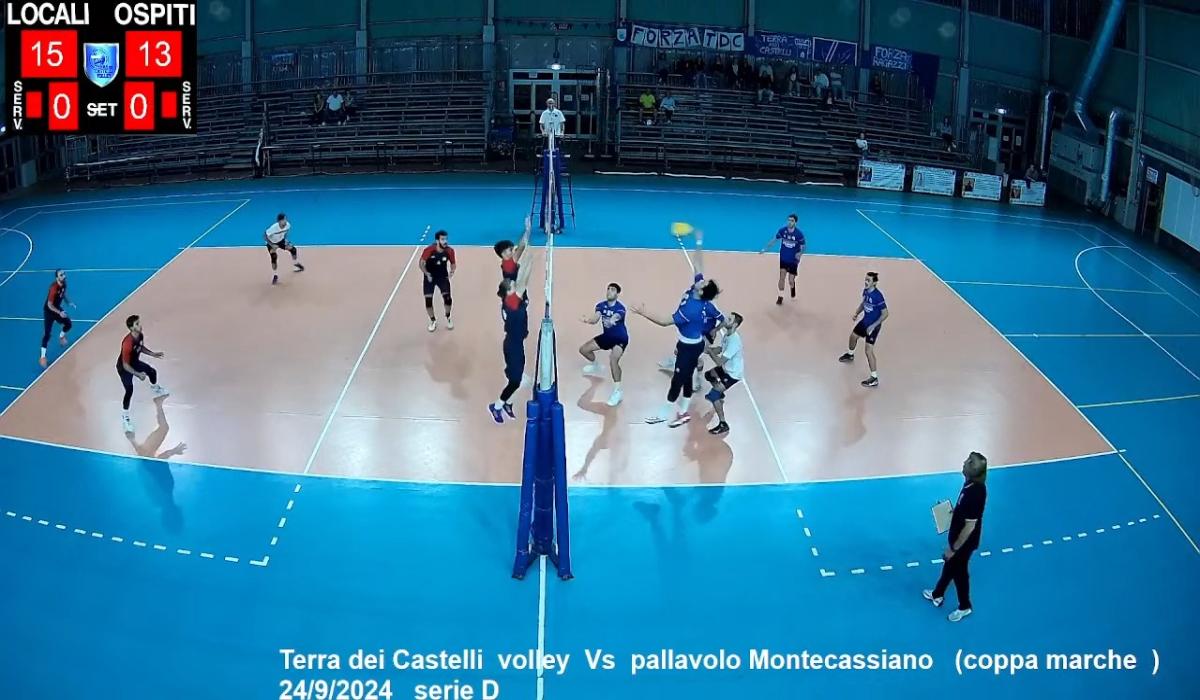 LOCALI OSPITI
15 13
SERV. 0 SET 0 SERV.
FORZA TDC
TERRA
CASTELLI
FORZA
RAGAZZI
Terra dei Castelli volley Vs pallavolo Montecassiano (coppa marche )
24/9/2024 serie D